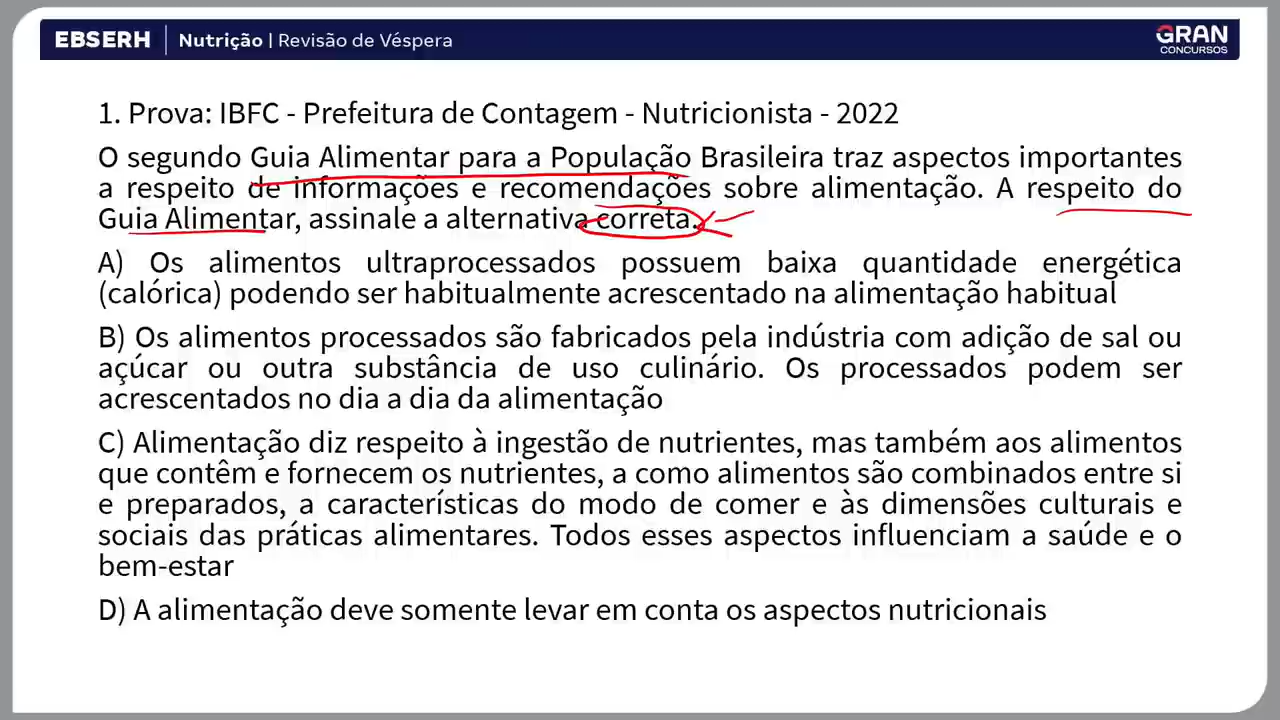 EBSERH | Nutrição | Revisão de Véspera
GRAN
CONCURSOS
1. Prova: IBFC - Prefeitura de Contagem - Nutricionista - 2022
O segundo Guia Alimentar para a População Brasileira traz aspectos importantes
a respeito de informações e recomendações sobre alimentação. A respeito do
Guia Alimentar, assinale a alternativa correta.
A) Os alimentos ultraprocessados possuem baixa quantidade energética
(calórica) podendo ser habitualmente acrescentado na alimentação habitual
B) Os alimentos processados são fabricados pela indústria com adição de sal ou
açúcar ou outra substância de uso culinário. Os processados podem ser
acrescentados no dia a dia da alimentação
C) Alimentação diz respeito à ingestão de nutrientes, mas também aos alimentos
que contêm e fornecem os nutrientes, a como alimentos são combinados entre si
e preparados, a características do modo de comer e às dimensões culturais e
sociais das práticas alimentares. Todos esses aspectos influenciam a saúde e o
bem-estar
D) A alimentação deve somente levar em conta os aspectos nutricionais